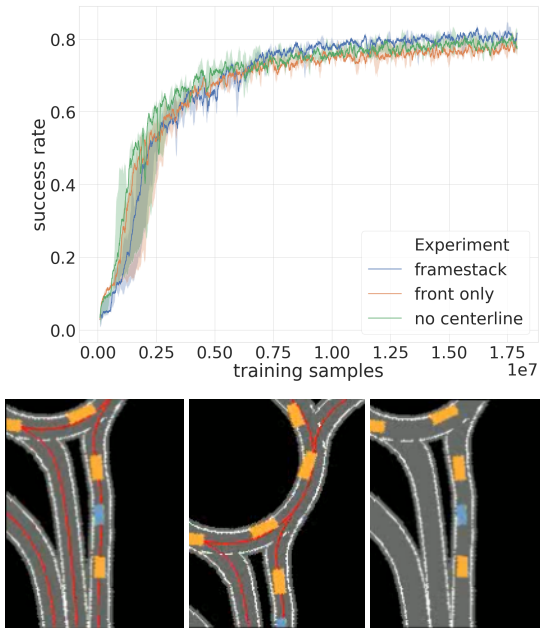 0.8
0.6
0.4
0.2
0.0
success rate
Experiment
framestack
front only
no centerline
0.00 0.25 0.50 0.75 1.00 1.25 1.50 1.75
training samples
1e7